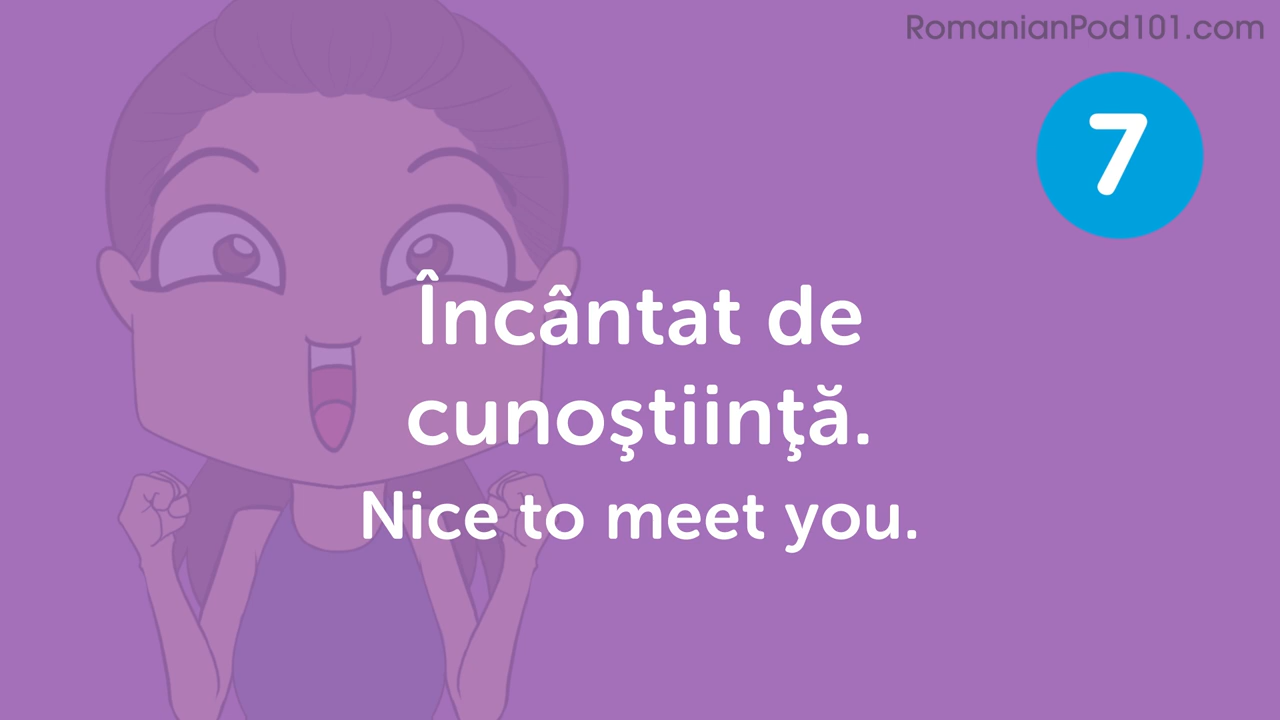 RomanianPod101.com
7
Încântat de
cunoştiinţă.
Nice to meet you.